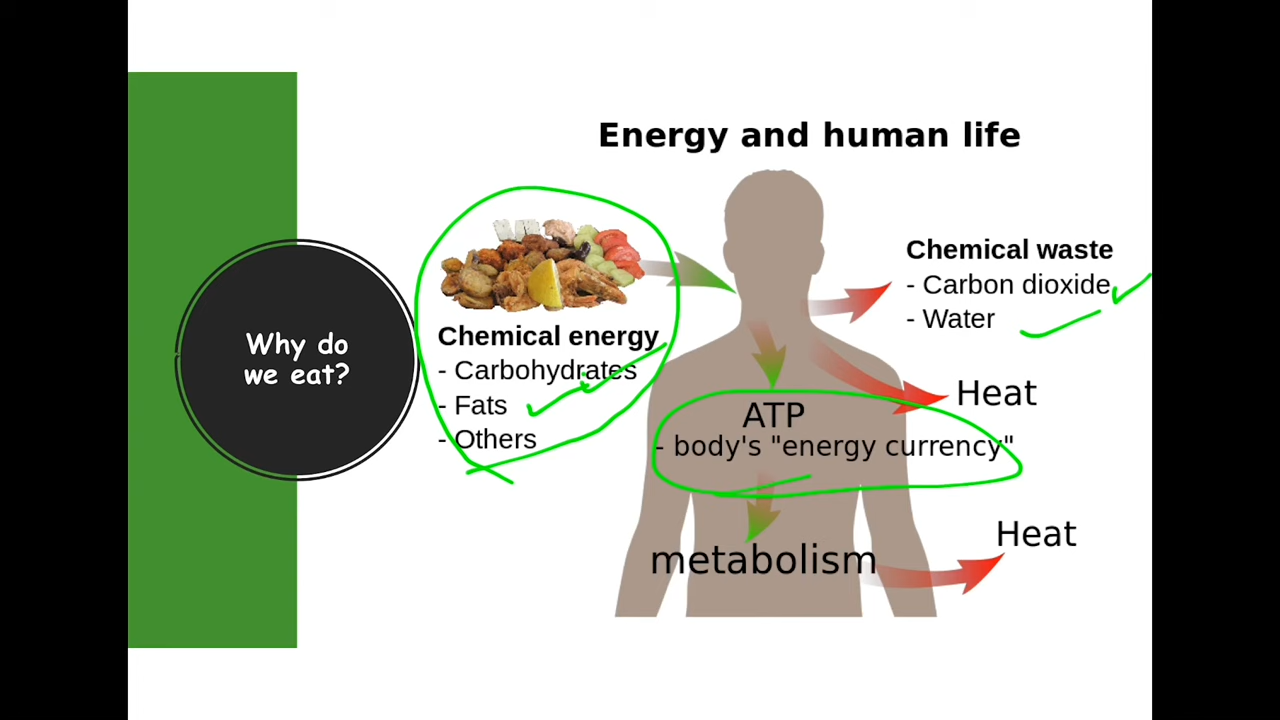 Energy and human life
Why do
we eat?
Chemical energy
- Carbohydrates
- Fats
- Others
Chemical waste
- Carbon dioxide
- Water
Heat
ATP
- body's "energy currency"
metabolism
Heat